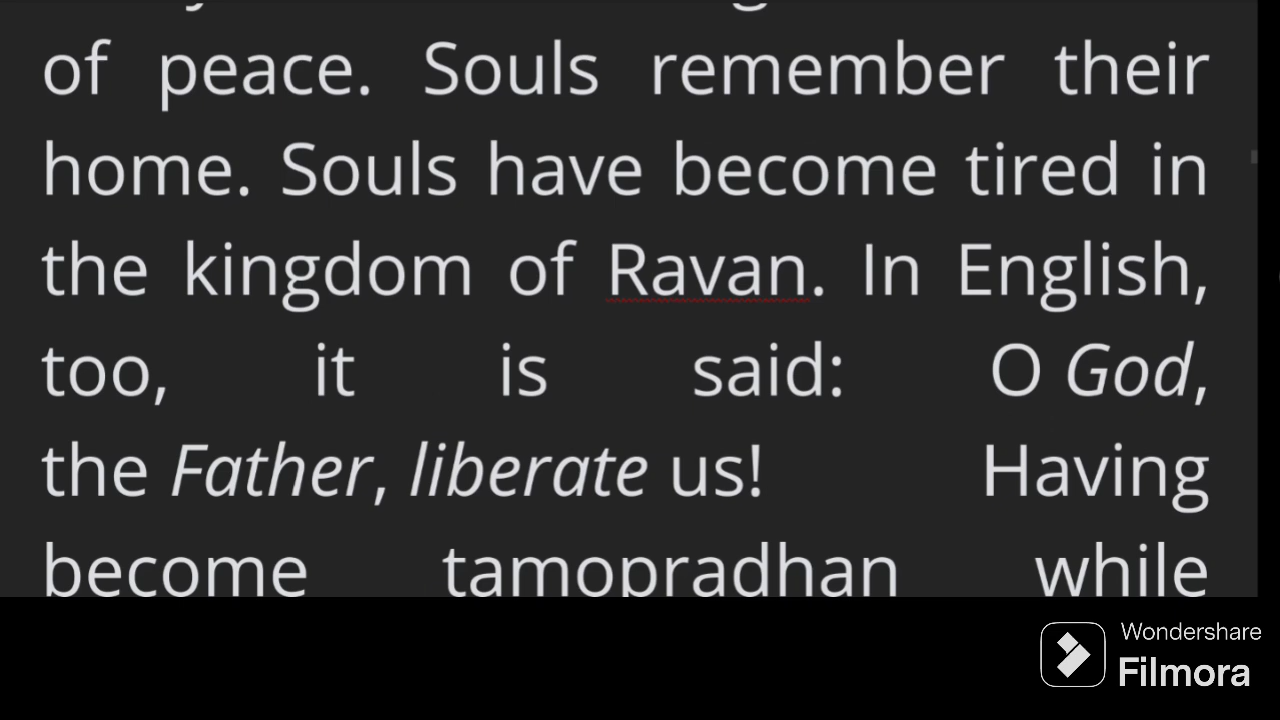 of peace. Souls remember their
home. Souls have become tired in
the kingdom of Ravan. In English,
too, it is said: O God,
the Father, liberate us! Having
become tamopradhan while
Wondershare
Filmora